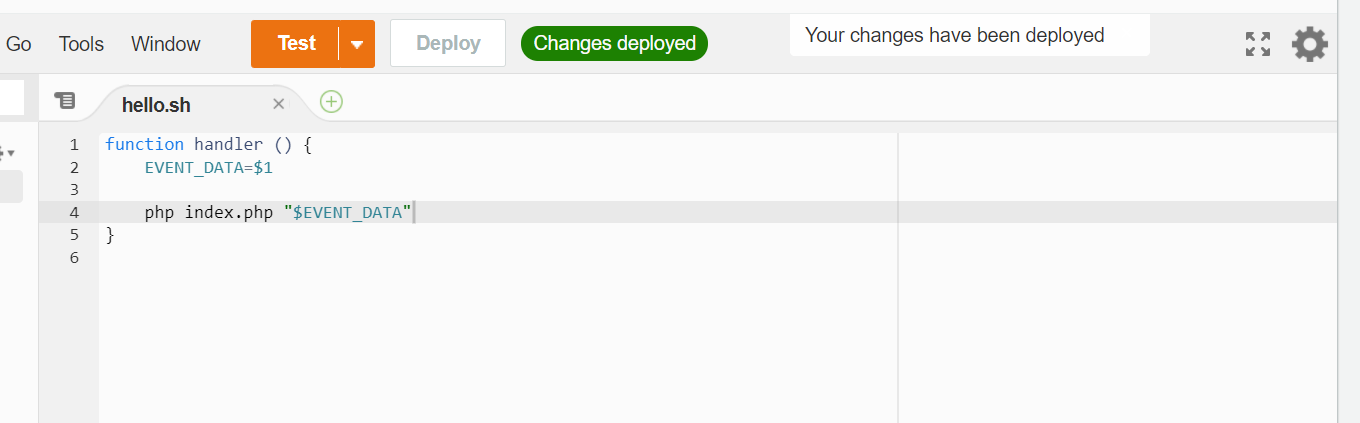 Go Tools Window Test Deploy Changes deployed Your changes have been deployed
hello.sh
1 function handler () {
2 EVENT_DATA=$1
3
4 php index.php "$EVENT_DATA"
5 }
6